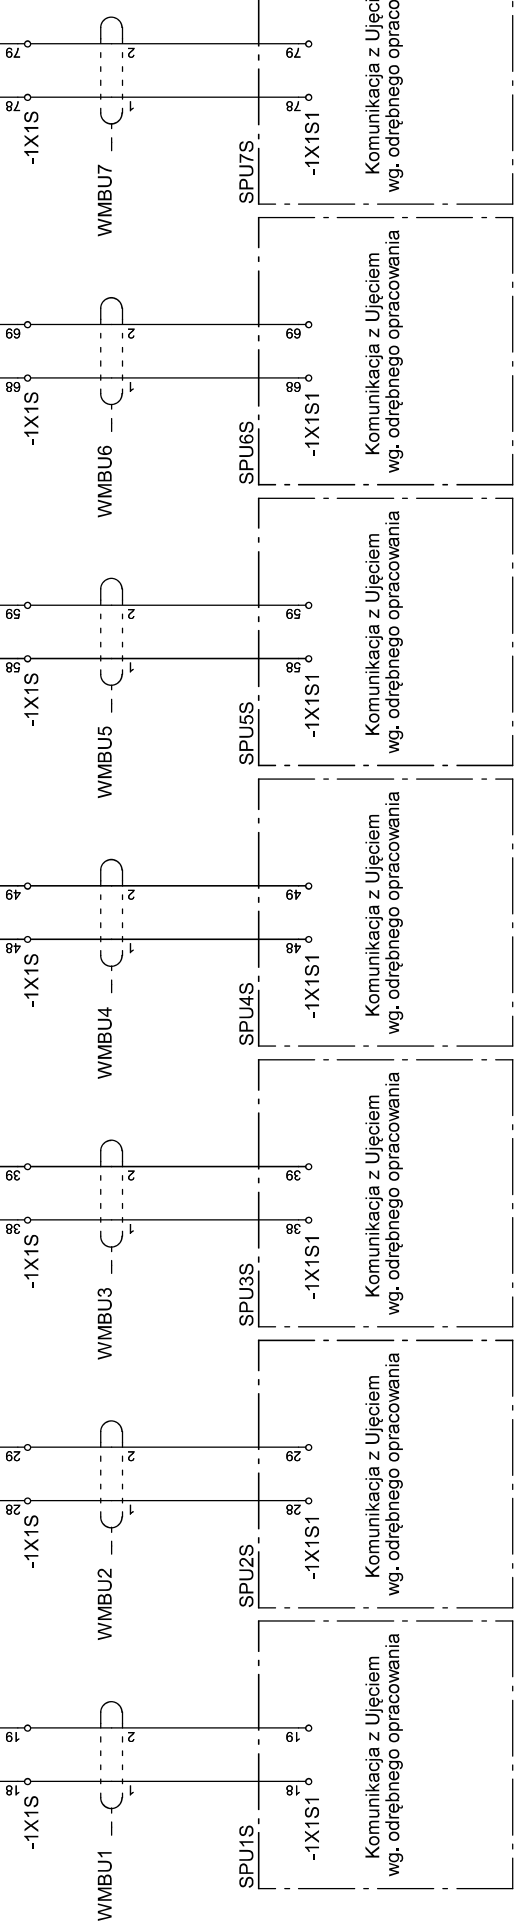 -1X1S
18
19
WMBU1
1
2
SPU1S
-1X1S1
18
19
Komunikacja z Ujęciem
wg. odrębnego opracowania
-1X1S
28
29
WMBU2
1
2
SPU2S
-1X1S1
28
29
Komunikacja z Ujęciem
wg. odrębnego opracowania
-1X1S
38
39
WMBU3
1
2
SPU3S
-1X1S1
38
39
Komunikacja z Ujęciem
wg. odrębnego opracowania
-1X1S
48
49
WMBU4
1
2
SPU4S
-1X1S1
48
49
Komunikacja z Ujęciem
wg. odrębnego opracowania
-1X1S
58
59
WMBU5
1
2
SPU5S
-1X1S1
58
59
Komunikacja z Ujęciem
wg. odrębnego opracowania
-1X1S
68
69
WMBU6
1
2
SPU6S
-1X1S1
68
69
Komunikacja z Ujęciem
wg. odrębnego opracowania
-1X1S
78
79
WMBU7
1
2
SPU7S
-1X1S1
78
79
Komunikacja z
wg. odrębnego